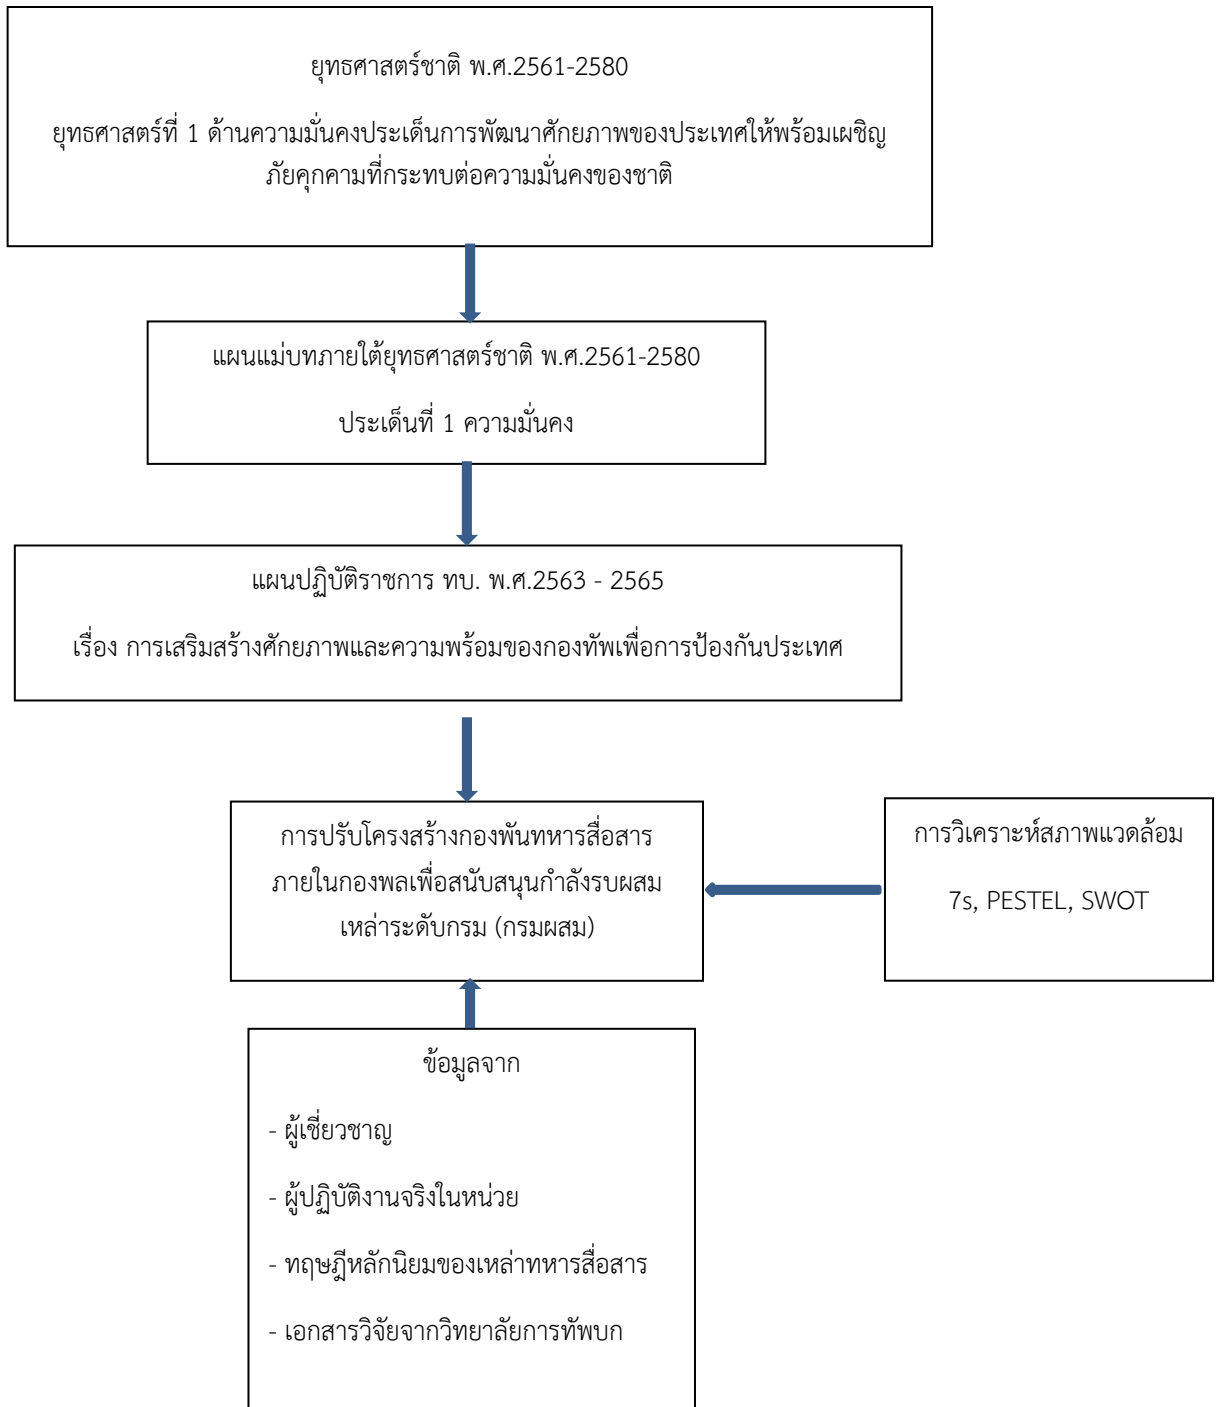 ยุทธศาสตร์ชาติ พ.ศ.2561-2580
ยุทธศาสตร์ที่ 1 ด้านความมั่นคงประเด็นการพัฒนาศักยภาพของประเทศให้พร้อมเผชิญ
ภัยคุกคามที่กระทบต่อความมั่นคงของชาติ
แผนแม่บทภายใต้ยุทธศาสตร์ชาติ พ.ศ.2561-2580
ประเด็นที่ 1 ความมั่นคง
แผนปฏิบัติราชการ ทบ. พ.ศ.2563 - 2565
เรื่อง การเสริมสร้างศักยภาพและความพร้อมของกองทัพเพื่อการป้องกันประเทศ
การปรับโครงสร้างกองพันทหารสื่อสาร
ภายในกองพลเพื่อสนับสนุนกำลังรบผสม
เหล่าระดับกรม (กรมผสม)
การวิเคราะห์สภาพแวดล้อม
7s, PESTEL, SWOT
ข้อมูลจาก
- ผู้เชี่ยวชาญ
- ผู้ปฏิบัติงานจริงในหน่วย
- ทฤษฎีหลักนิยมของเหล่าทหารสื่อสาร
- เอกสารวิจัยจากวิทยาลัยการทัพบก